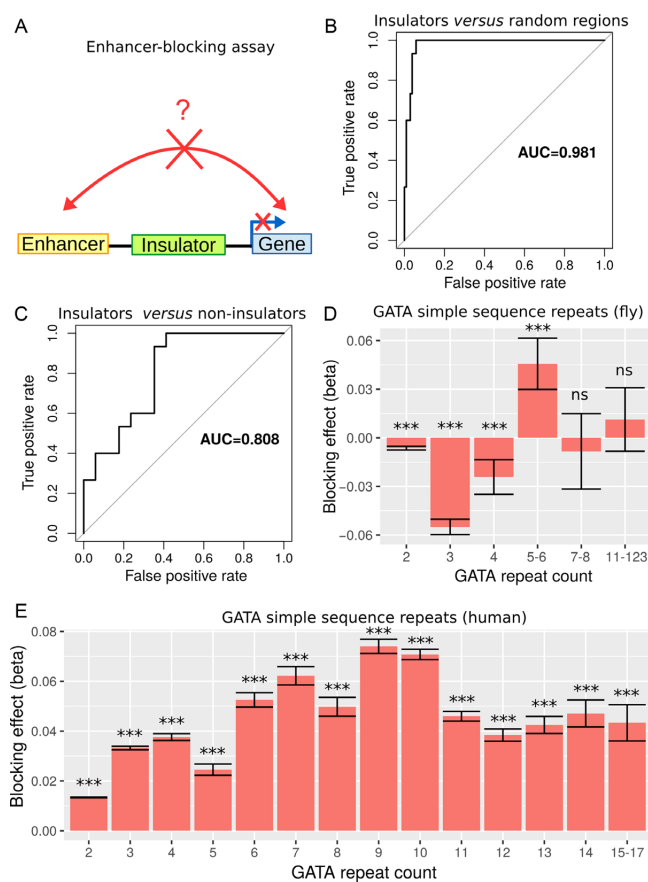 A
Enhancer-blocking assay
?
Enhancer
Insulator
Gene
B
Insulators versus random regions
True positive rate
0.0 0.2 0.4 0.6 0.8 1.0
AUC=0.981
0.0 0.2 0.4 0.6 0.8 1.0
False positive rate
C
Insulators versus non-insulators
True positive rate
0.0 0.2 0.4 0.6 0.8 1.0
AUC=0.808
0.0 0.2 0.4 0.6 0.8 1.0
False positive rate
D
GATA simple sequence repeats (fly)
Blocking effect (beta)
0.06
0.03
0.00
−0.03
−0.06
*** *** *** *** ns ns
2 3 4 5-6 7-8 11-123
GATA repeat count
E
GATA simple sequence repeats (human)
Blocking effect (beta)
0.08
0.06
0.04
0.02
0.00
*** *** *** *** *** *** *** *** *** *** *** *** *** ***
2 3 4 5 6 7 8 9 10 11 12 13 14 15-17
GATA repeat count